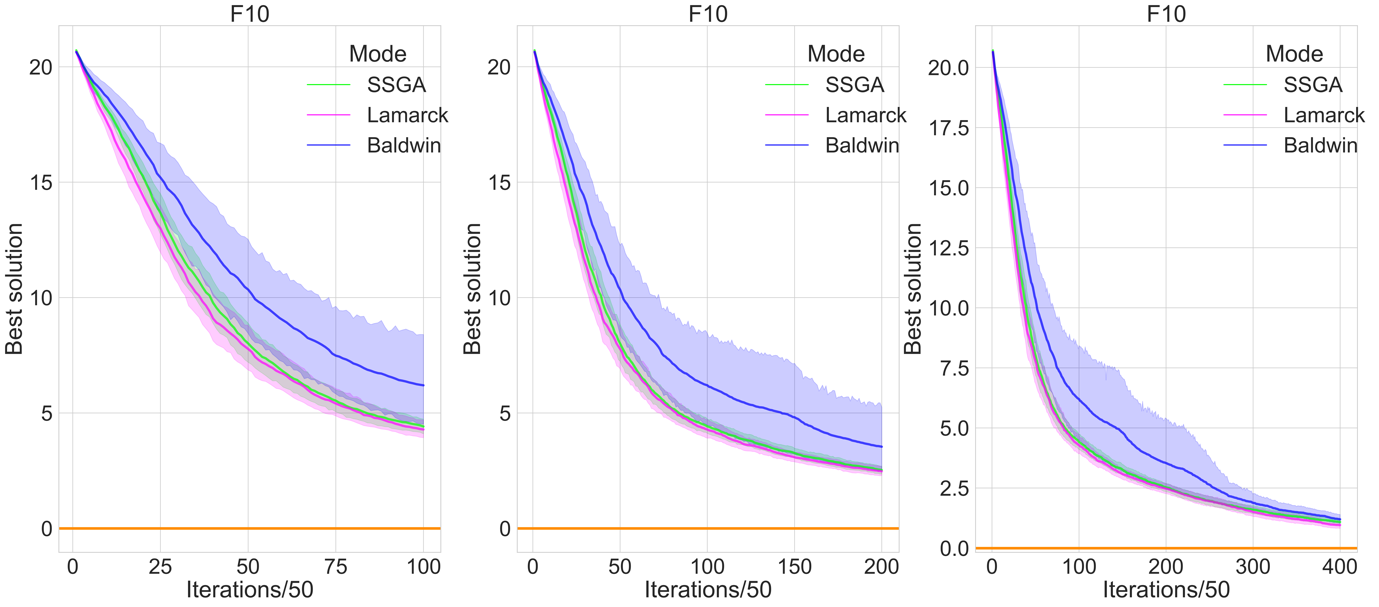 F10
Best solution
20
15
10
5
0
Mode
SSGA
Lamarck
Baldwin
0 25 50 75 100
Iterations/50
F10
Best solution
20
15
10
5
0
Mode
SSGA
Lamarck
Baldwin
0 50 100 150 200
Iterations/50
F10
Best solution
20.0
17.5
15.0
12.5
10.0
7.5
5.0
2.5
0.0
Mode
SSGA
Lamarck
Baldwin
0 100 200 300 400
Iterations/50